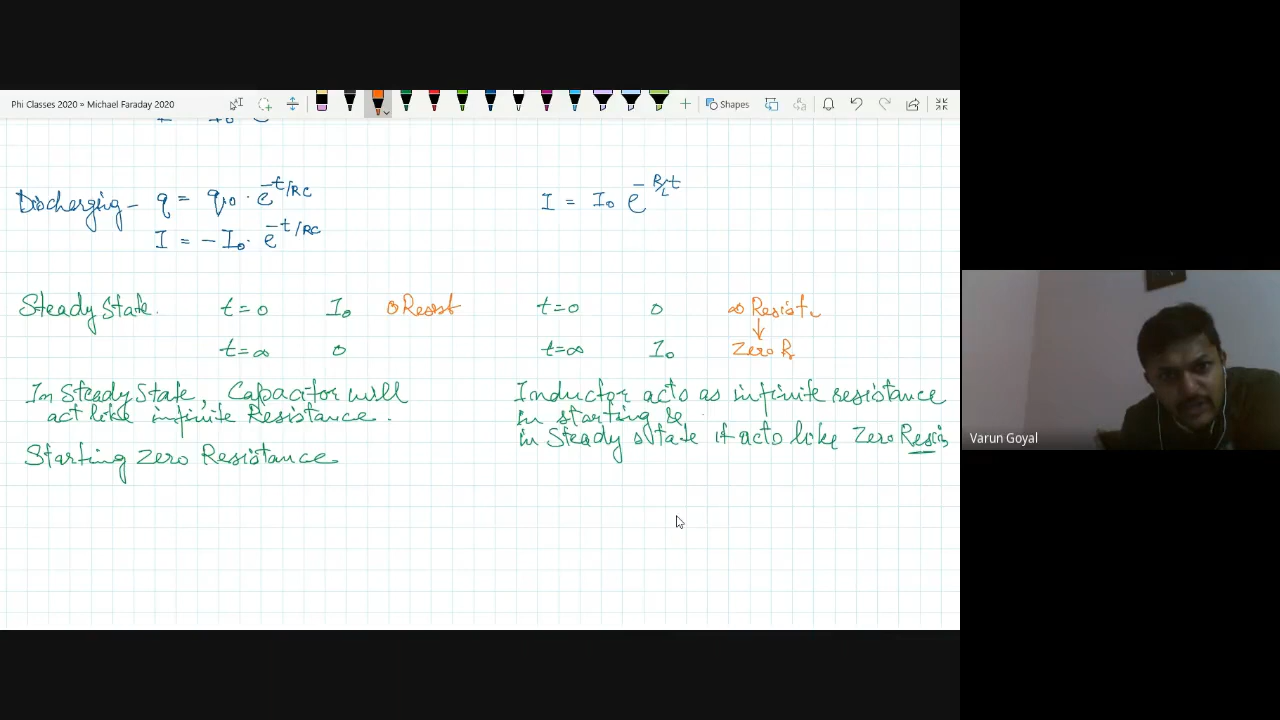 Phi Classes 2020 » Michael Faraday 2020
Shapes
Discharging – q = q₀ · e^-t/RC
I = I₀ e^-R/L t
I = – I₀ · e^-t/RC
Steady State. t = 0 I₀ 0 Resist
t = 0 0 ∞ Resist.
t = ∞ 0
t = ∞ I₀ Zero R
In Steady State, Capacitor will
act like infinite Resistance.
Starting Zero Resistance
Inductor acts as infinite resistance
in starting &
in Steady state it acts like Zero Resis
Varun Goyal